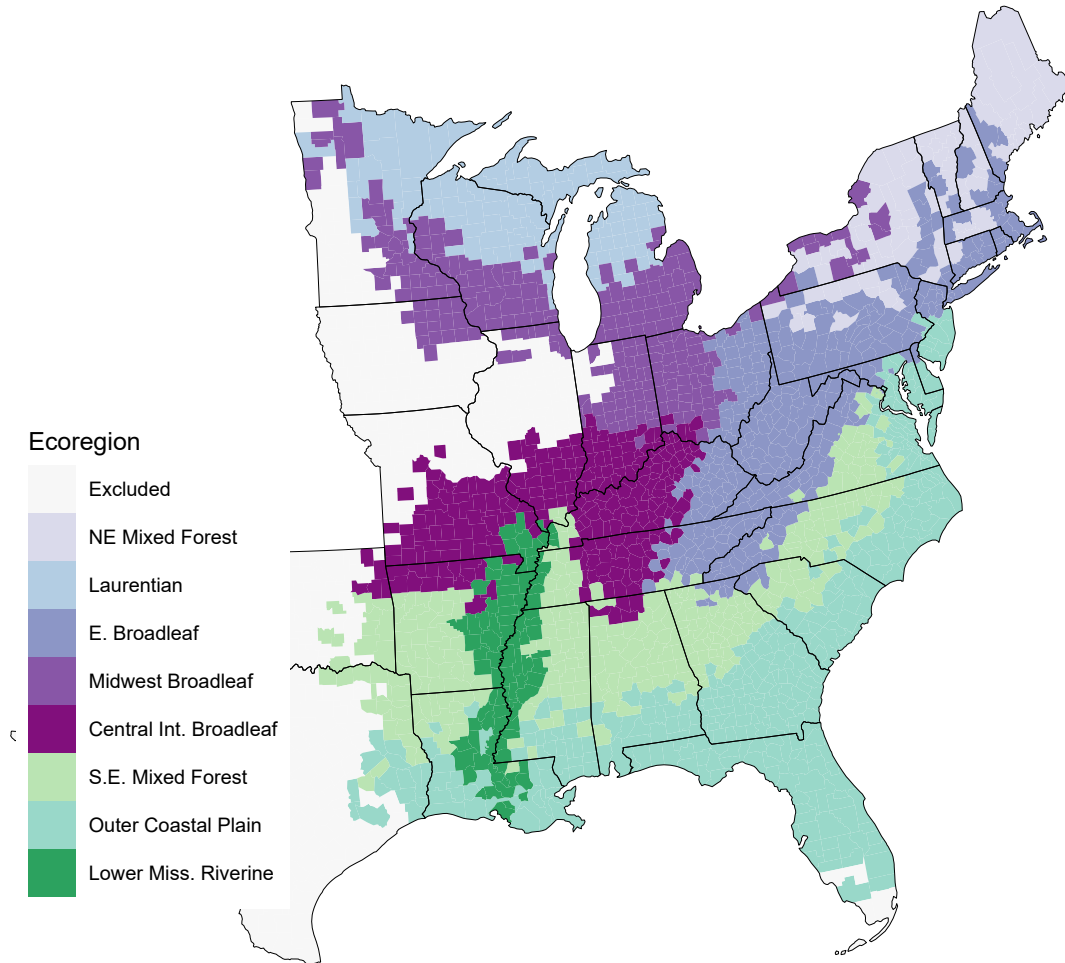 Ecoregion
Excluded
NE Mixed Forest
Laurentian
E. Broadleaf
Midwest Broadleaf
Central Int. Broadleaf
S.E. Mixed Forest
Outer Coastal Plain
Lower Miss. Riverine